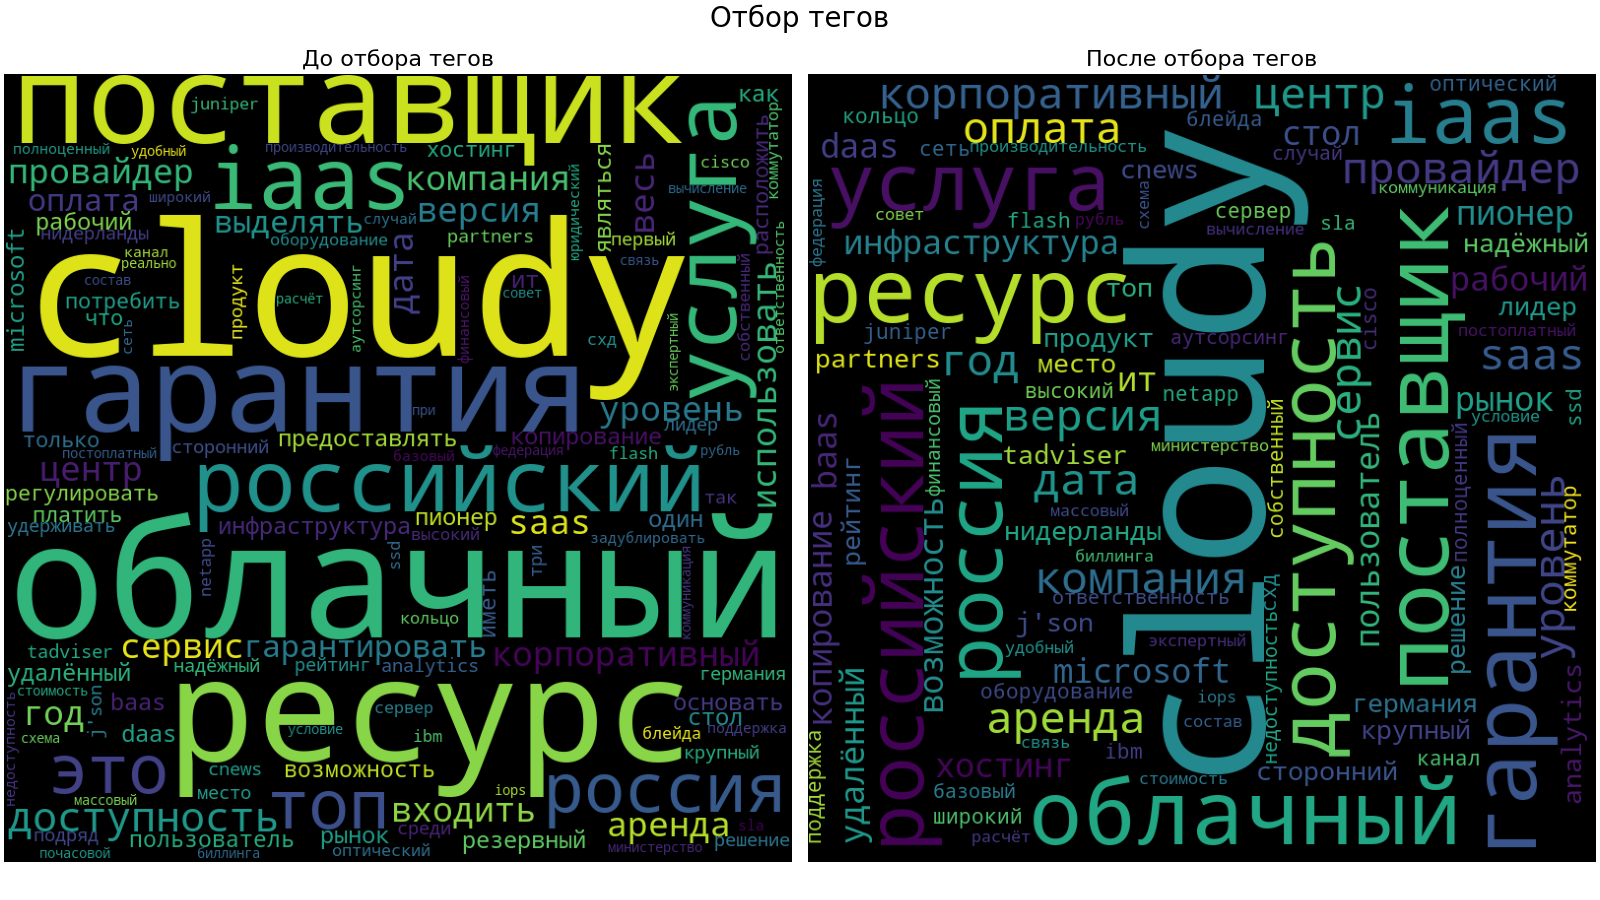 Отбор тегов
До отбора тегов
поставщик
juniper
услуга
как
коммутатор
полноценный
удобный
производительность
хостинг
являться
весь
cisco
расположить
провайдер
iaas
компания
вычисление
оплата
широкий
юридический
рабочий
выделять
случай
версия
нидерланды
оборудование
partners
первый
microsoft
канал
реально
cloudy
дата
ит
связь
собственный
ответственность
состав
продукт
расчёт
аутсорсинг
финансовый
совет
использовать
потребить
что
сеть
схд
экспертный
гарантия
при
уровень
лидер
только
сторонний
предоставлять
копирование
постоплатный
базовый
федерация
flash
рубль
центр
российский
регулировать
так
платить
удерживать
инфраструктура
пионер
saas
один
высокий
задублировать
облачный
netapp
ssd
три
иметь
коммуникация
кольцо
tadviser
сервис
гарантировать
корпоративный
удалённый
надёжный
рейтинг
analytics
германия
стоимость
j'son
baas
ресурс
сервер
основать
стол
год
схема
daas
условие
ibm
блейда
поддержка
недоступность
это
cnews
возможность
крупный
массовый
место
топ
iops
россия
доступность
входить
подряд
пользователь
рынок
среди
резервный
аренда
sla
решение
почасовой
биллинга
оптический
министерство
После отбора тегов
корпоративный
центр
iaas
оптический
кольцо
оплата
блейда
стол
daas
сеть
производительность
случай
cnews
провайдер
услуга
коммуникация
федерация
совет
flash
рубль
схема
сервер
sla
пионер
вычисление
инфраструктура
надёжный
ресурс
топ
cloudy
доступность
сервис
cisco
поставщик
рабочий
лидер
juniper
продукт
аутсорсинг
постоплатный
partners
год
место
saas
ит
высокий
netapp
рынок
условие
ssd
российский
финансовый
россия
версия
собственный
министерство
пользователь
копирование
baas
рейтинг
tadviser
дата
полноценный
гарантия
уровень
коммутатор
массовый
нидерланды
биллинга
возможность
компания
ответственность
схд
решение
j'son
экспертный
удобный
microsoft
недоступность
удалённый
оборудование
iops
германия
analytics
аренда
состав
крупный
поддержка
связь
ibm
канал
хостинг
стоимость
сторонний
базовый
широкий
облачный
расчёт